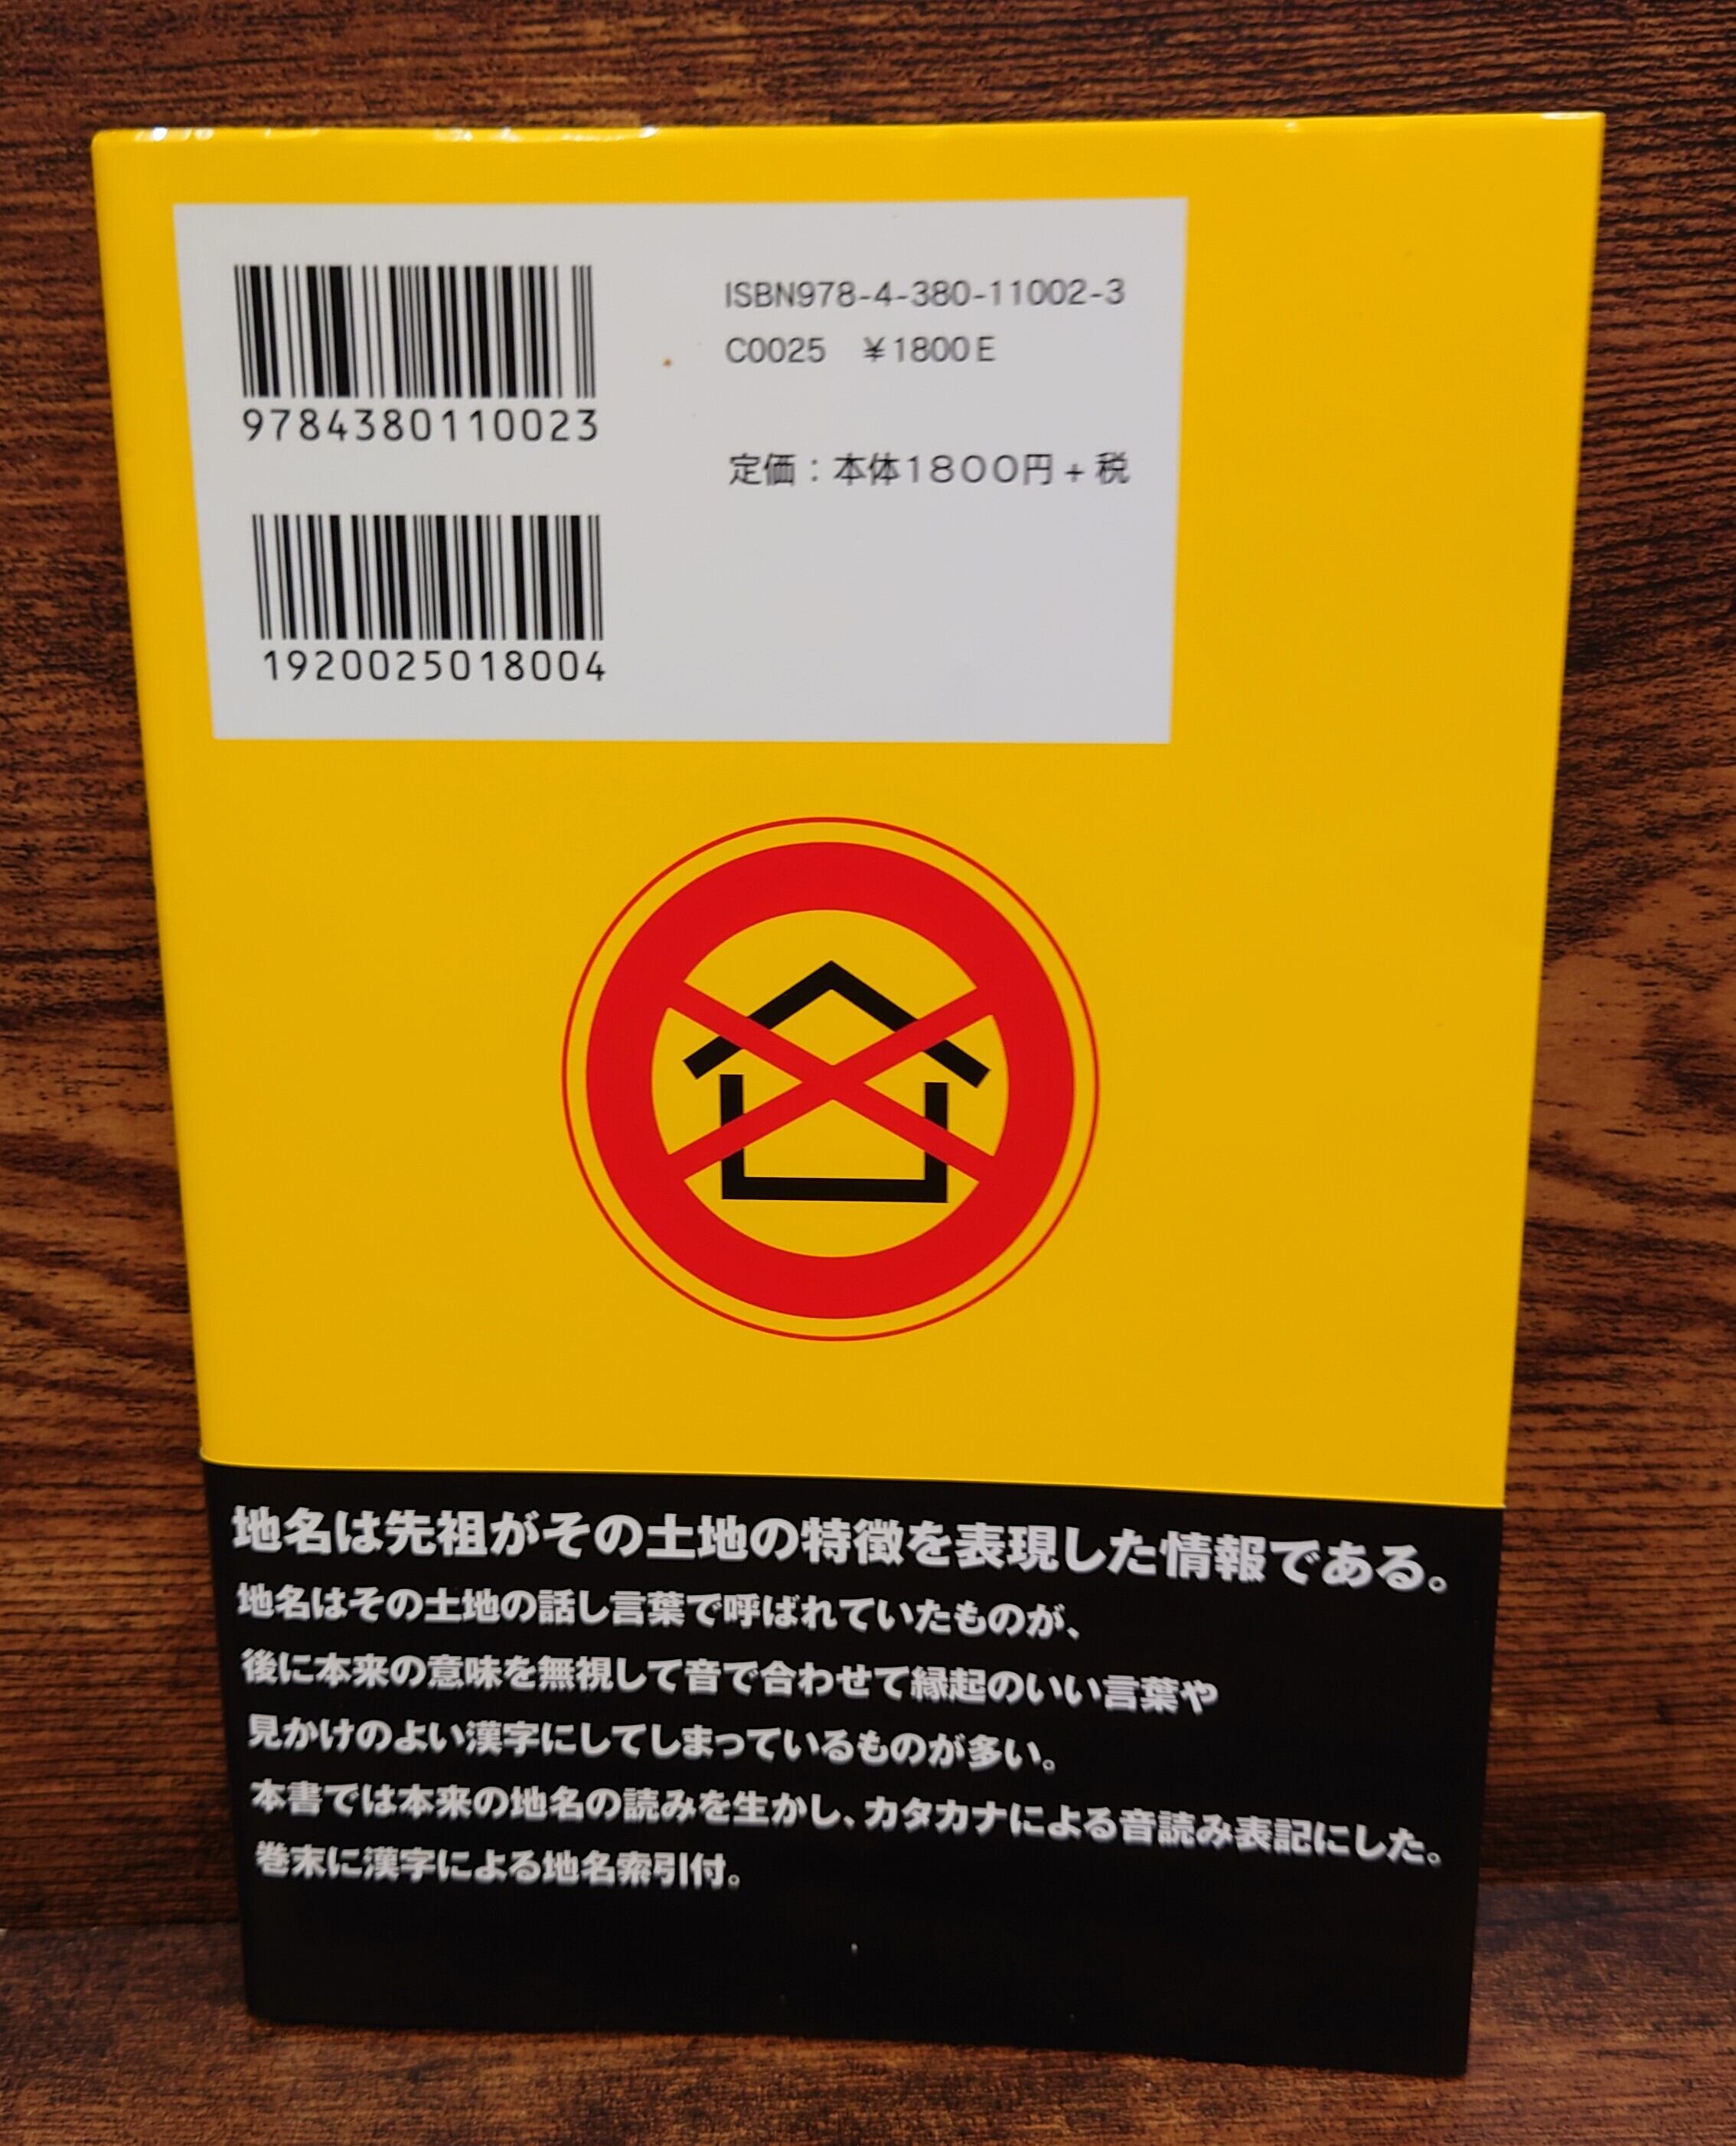 ISBN978-4-380-11002-3
C0025 ¥1800E
9784380110023
定価：本体1800円+税
1920025018004
地名は先祖がその土地の特徴を表現した情報である。
地名はその土地の話し言葉で呼ばれていたものが、
後に本来の意味を無視して音で合わせて縁起のいい言葉や
見かけのよい漢字にしてしまっているものが多い。
本書では本来の地名の読みを生かし、カタカナによる音読み表記にした。
巻末に漢字による地名索引付。